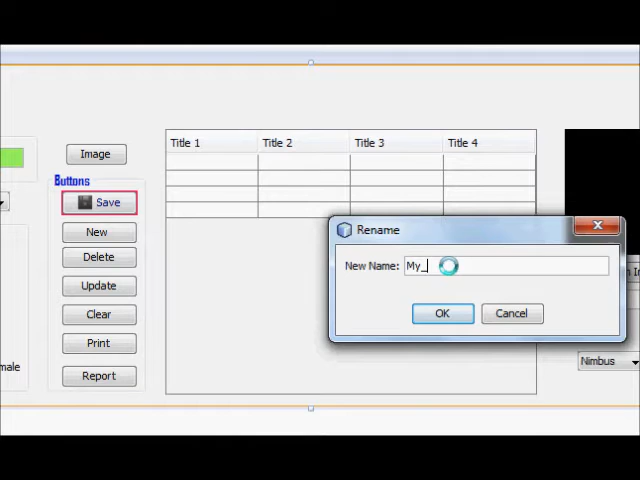 Image
Buttons
Save
New
Delete
Update
Clear
Print
Report
Title 1 Title 2 Title 3 Title 4
Rename
New Name: My_
OK Cancel
Nimbus